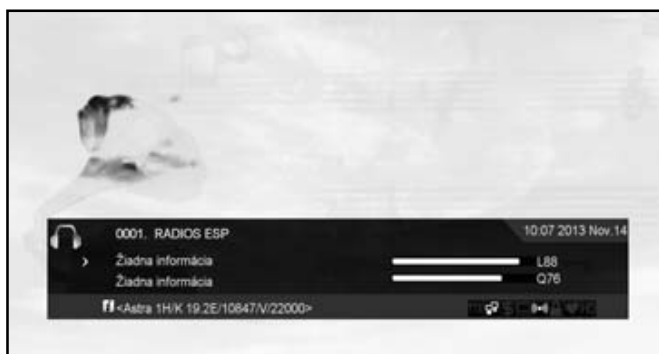 0001. RADIOS ESP
10:07 2013 Nov.14
Žiadna informácia
L88
Žiadna informácia
Q76
<Astra 1H/K 19.2E/10847/V/22000>